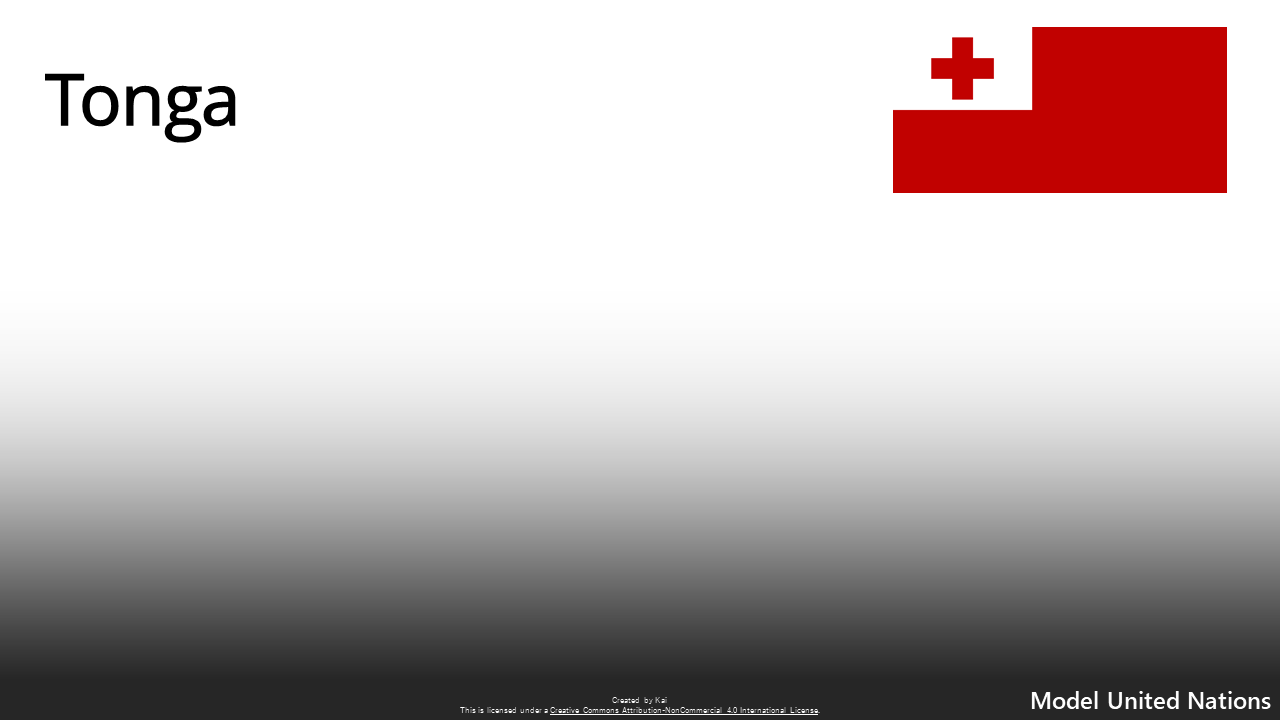 Tonga
Created by Kai
This is licensed under a Creative Commons Attribution-NonCommercial 4.0 International License.
Model United Nations